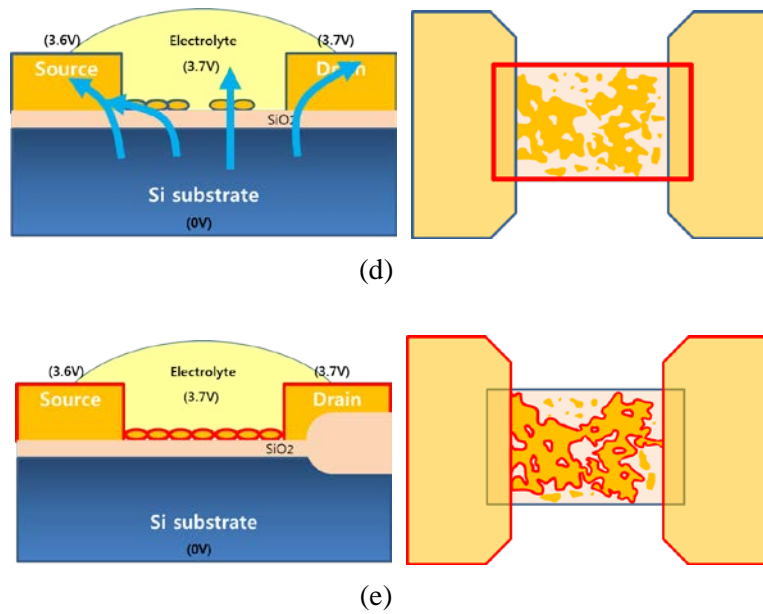 (3.6V) Electrolyte (3.7V)
Source (3.7V) Drain
SiO2
Si substrate
(0V)
(d)
(3.6V) Electrolyte (3.7V)
Source (3.7V) Drain
SiO2
Si substrate
(0V)
(e)